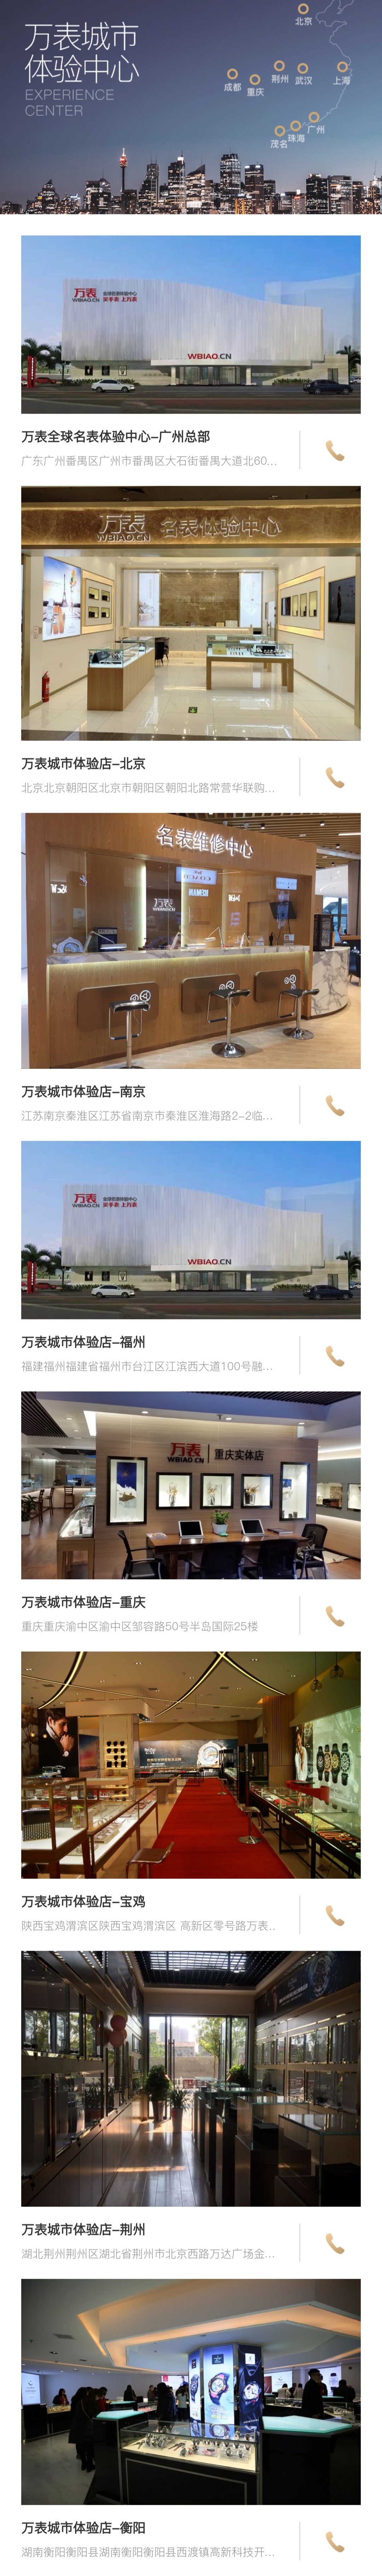 万表城市
体验中心
EXPERIENCE
CENTER
北京
成都
重庆
荆州
武汉
上海
广州
珠海
茂名
万表
WBIAO.CN
全球名表体验中心
买手表 上万表
WBIAO.CN
万表全球名表体验中心-广州总部
广东广州番禺区广州市番禺区大石街番禺大道北60...
万表
WBIAO.CN
名表体验中心
万表城市体验店-北京
北京北京朝阳区北京市朝阳区朝阳北路常营华联购...
名表维修中心
万表
WBIAO.CN
万表城市体验店-南京
江苏南京秦淮区江苏省南京市秦淮区淮海路2-2临...
万表
WBIAO.CN
全球名表体验中心
买手表 上万表
WBIAO.CN
万表城市体验店-福州
福建福州福建省福州市台江区江滨西大道100号融...
万表
WBIAO.CN
重庆实体店
万表城市体验店-重庆
重庆重庆渝中区渝中区邹容路50号半岛国际25楼
万表城市体验店-宝鸡
陕西宝鸡渭滨区陕西宝鸡渭滨区 高新区零号路万表..
万表城市体验店-荆州
湖北荆州荆州区湖北省荆州市北京西路万达广场金...
万表城市体验店-衡阳
湖南衡阳衡阳县湖南衡阳衡阳县西渡镇高新科技开...